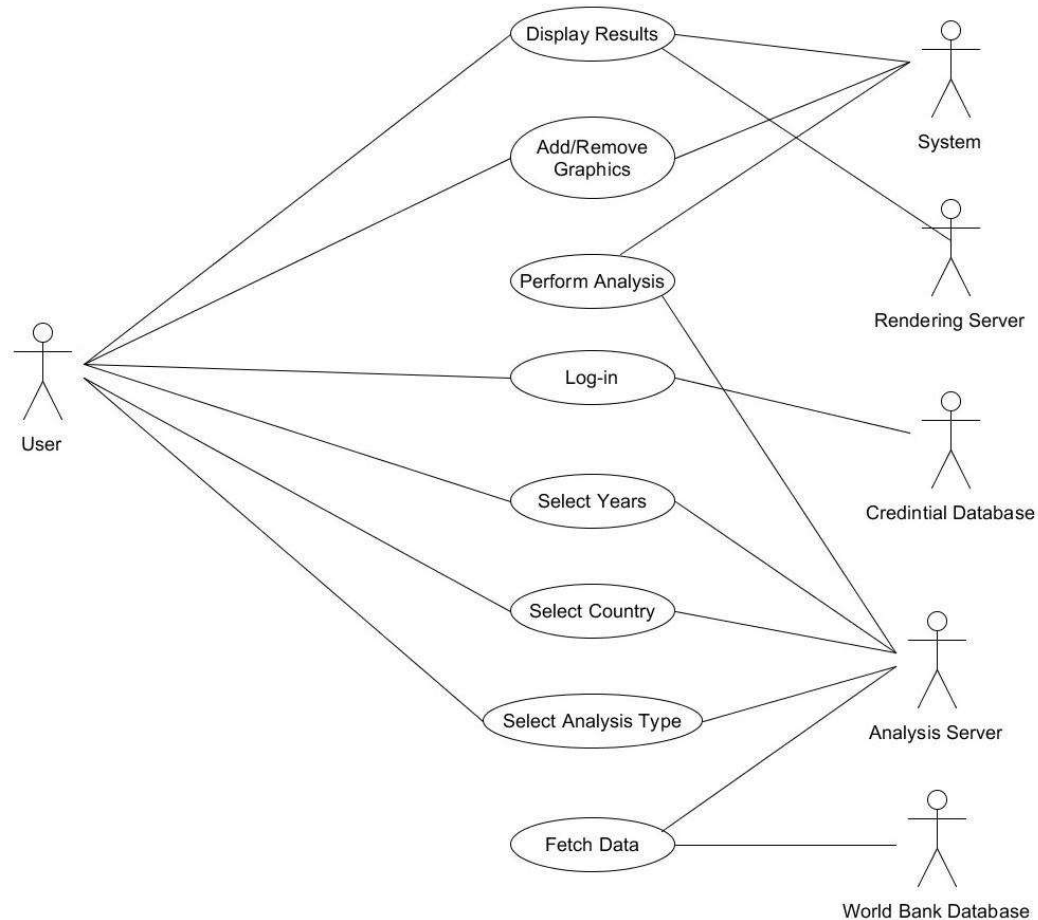 Display Results
System
Add/Remove
Graphics
Rendering Server
Perform Analysis
User
Log-in
Credintial Database
Select Years
Select Country
Select Analysis Type
Analysis Server
Fetch Data
World Bank Database